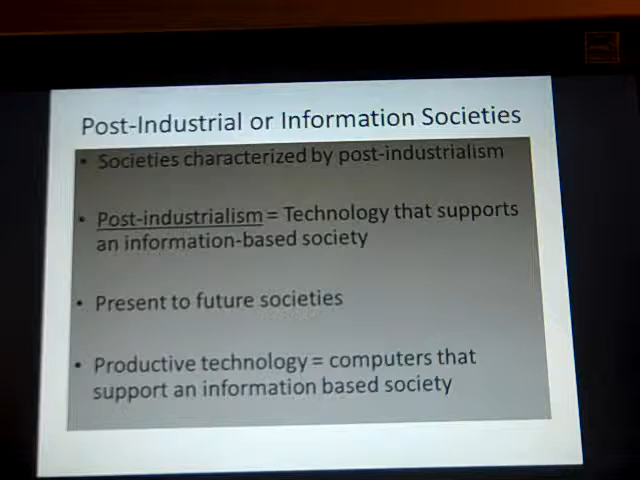 Post-Industrial or Information Societies
• Societies characterized by post-industrialism
• Post-industrialism = Technology that supports
an information-based society
• Present to future societies
• Productive technology = computers that
support an information based society